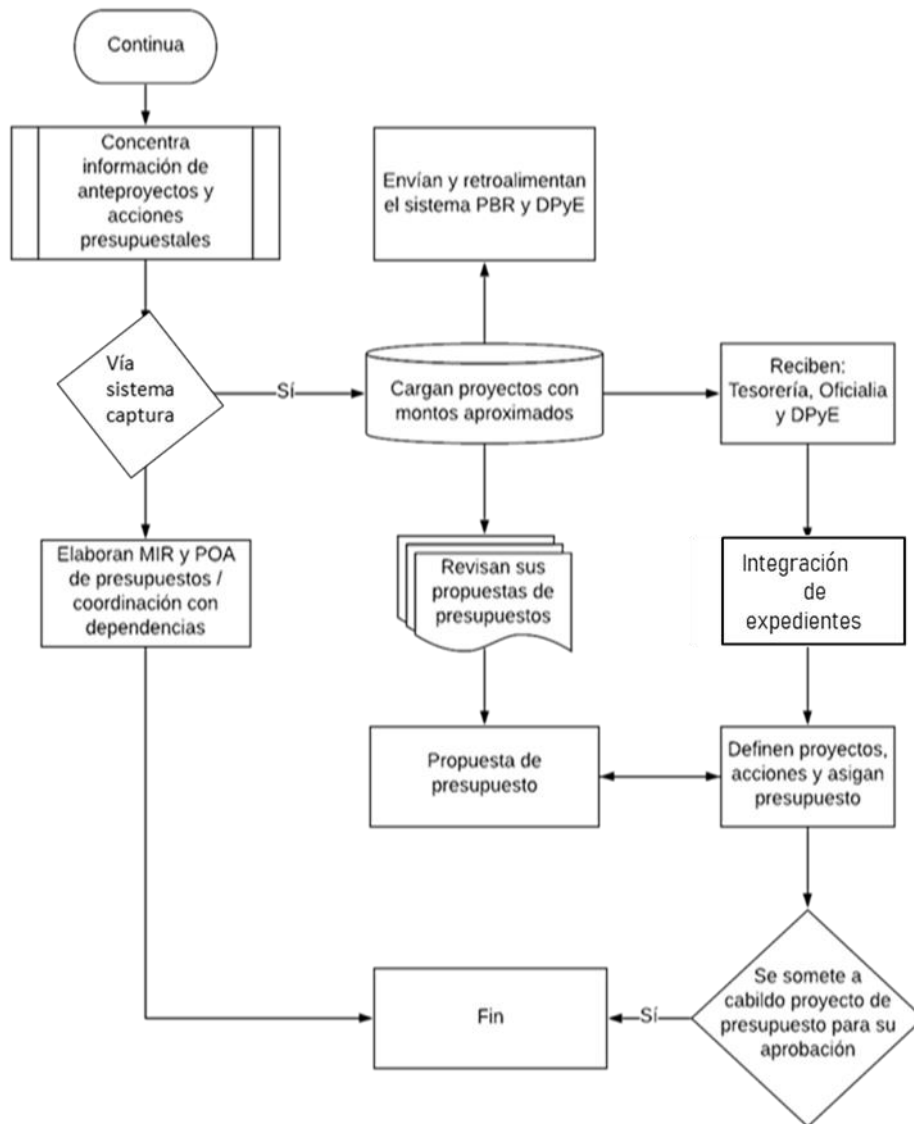 Continua
Concentra
información de
anteproyectos y
acciones
presupuestales
Envían y retroalimentan
el sistema PBR y DPyE
Vía
sistema
captura
Sí
Cargan proyectos con
montos aproximados
Reciben:
Tesorería, Oficialia
y DPyE
Elaboran MIR y POA
de presupuestos /
coordinación con
dependencias
Revisan sus
propuestas de
presupuestos
Integración
de
expedientes
Propuesta de
presupuesto
Definen proyectos,
acciones y asigan
presupuesto
Se somete a
cabildo proyecto de
presupuesto para su
aprobación
Sí
Fin